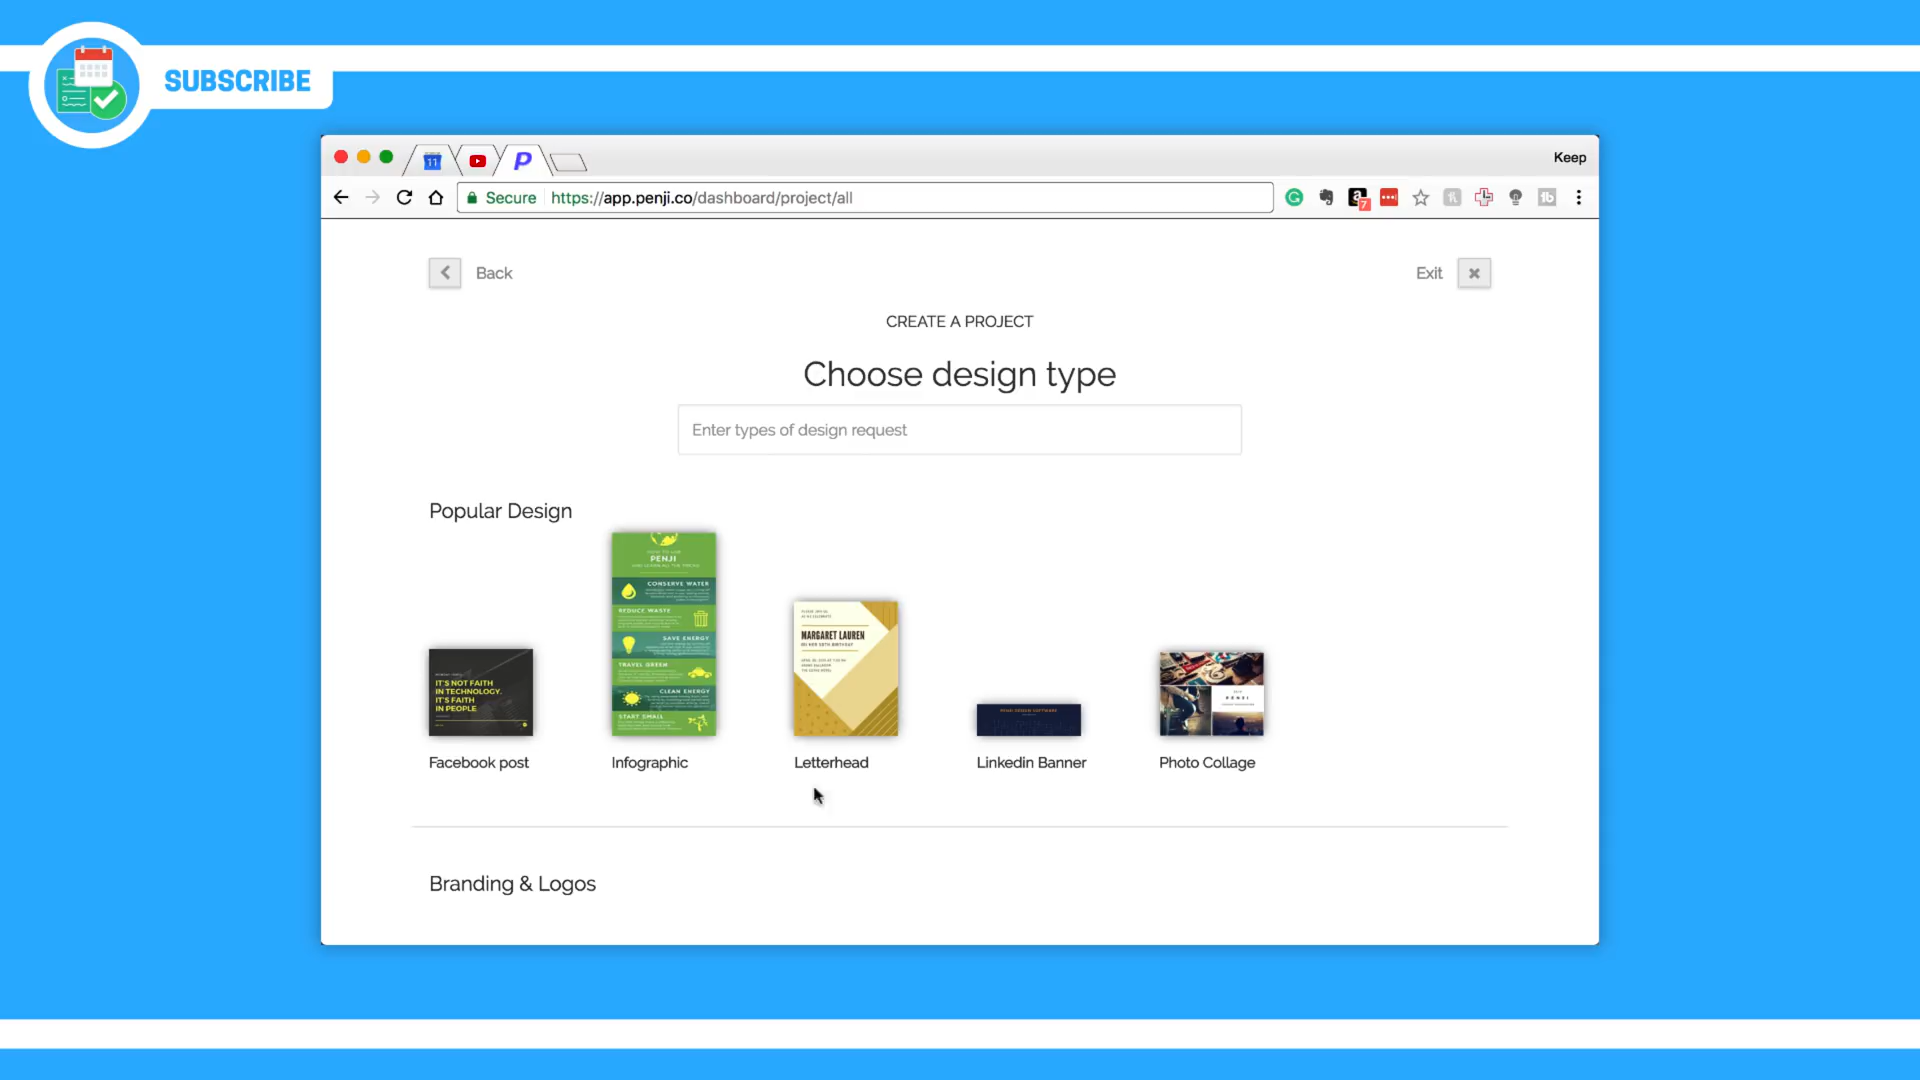 SUBSCRIBE
11
Keep
Secure
https://app.penji.co/dashboard/project/all
7
Back
Exit
CREATE A PROJECT
Choose design type
Enter types of design request
Popular Design
PENJI
CONSERVE WATER
REDUCE WASTE
SAVE ENERGY
TRAVEL GREEN
CLEAN ENERGY
START SMALL
MARGARET LAUREN
IT'S NOT FAITH
IN TECHNOLOGY.
IT'S FAITH
IN PEOPLE
PENJI
Facebook post
Infographic
Letterhead
Linkedin Banner
Photo Collage
Branding & Logos